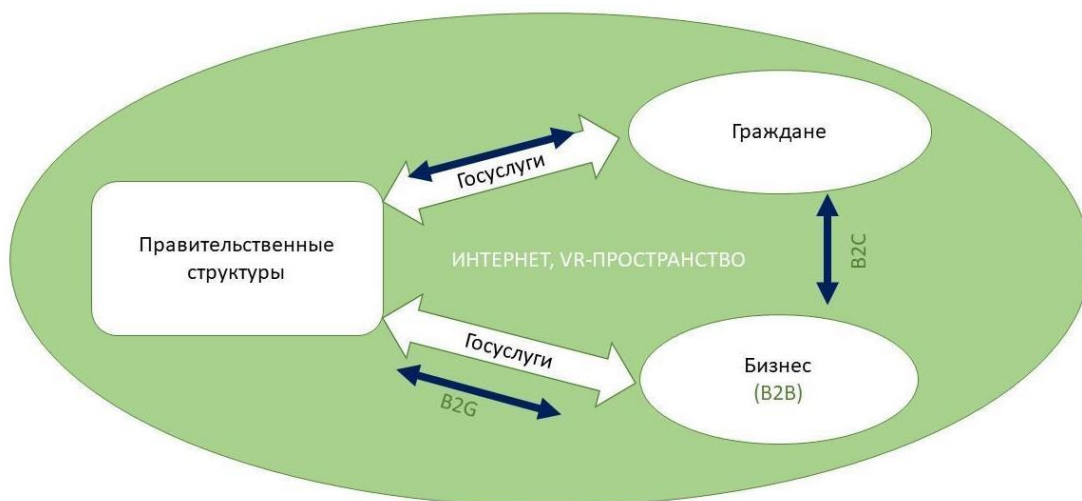 Граждане
Госуслуги
Правительственные
структуры
ИНТЕРНЕТ, VR-ПРОСТРАНСТВО
B2C
Госуслуги
B2G
Бизнес
(B2B)